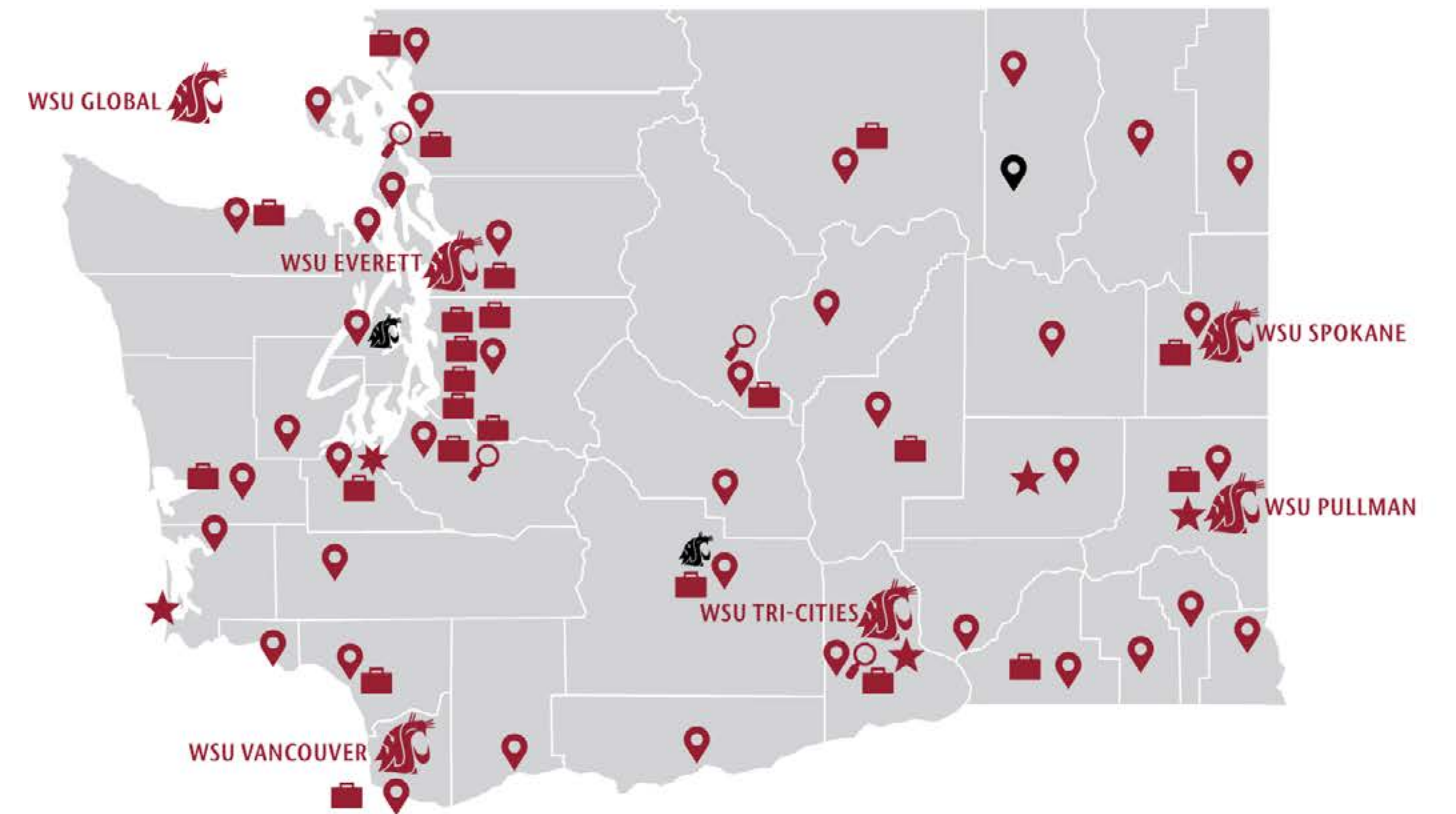 WSU GLOBAL
WSU EVERETT
WSU SPOKANE
WSU PULLMAN
WSU TRI-CITIES
WSU VANCOUVER